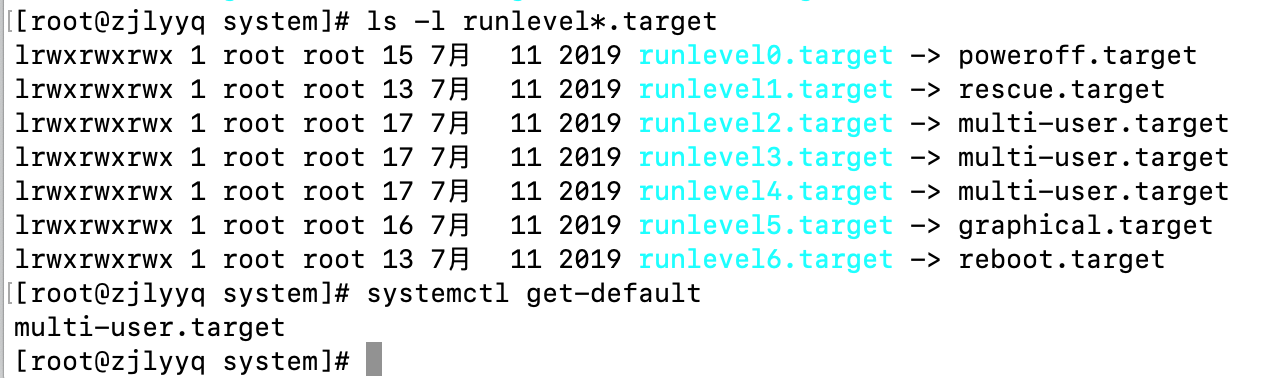 [[root@zjlyyq system]# ls -l runlevel*.target
lrwxrwxrwx 1 root root 15 7月  11 2019 runlevel0.target -> poweroff.target
lrwxrwxrwx 1 root root 13 7月  11 2019 runlevel1.target -> rescue.target
lrwxrwxrwx 1 root root 17 7月  11 2019 runlevel2.target -> multi-user.target
lrwxrwxrwx 1 root root 17 7月  11 2019 runlevel3.target -> multi-user.target
lrwxrwxrwx 1 root root 17 7月  11 2019 runlevel4.target -> multi-user.target
lrwxrwxrwx 1 root root 16 7月  11 2019 runlevel5.target -> graphical.target
lrwxrwxrwx 1 root root 13 7月  11 2019 runlevel6.target -> reboot.target
[[root@zjlyyq system]# systemctl get-default
multi-user.target
[root@zjlyyq system]#